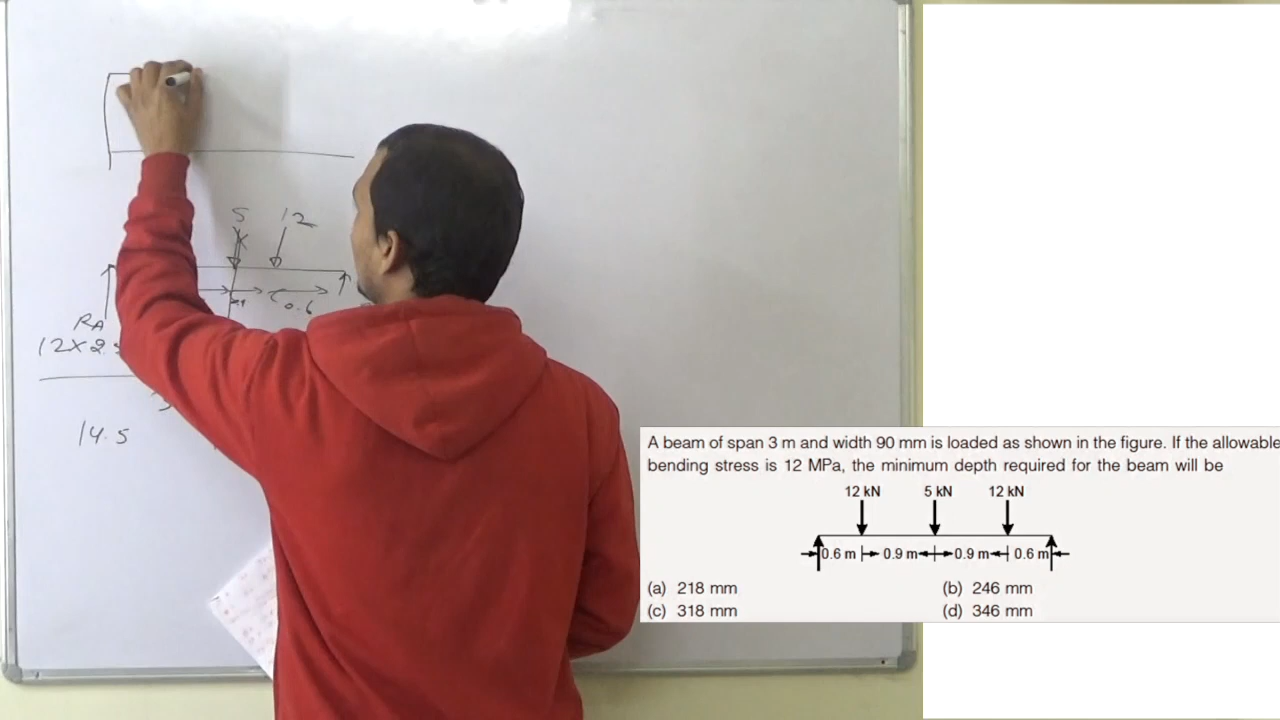 S 12
0.6
RA
12X2.
14.5
A beam of span 3 m and width 90 mm is loaded as shown in the figure. If the allowable
bending stress is 12 MPa, the minimum depth required for the beam will be
12 kN 5 kN 12 kN
0.6 m 0.9 m 0.9 m 0.6 m
(a) 218 mm (b) 246 mm
(c) 318 mm (d) 346 mm